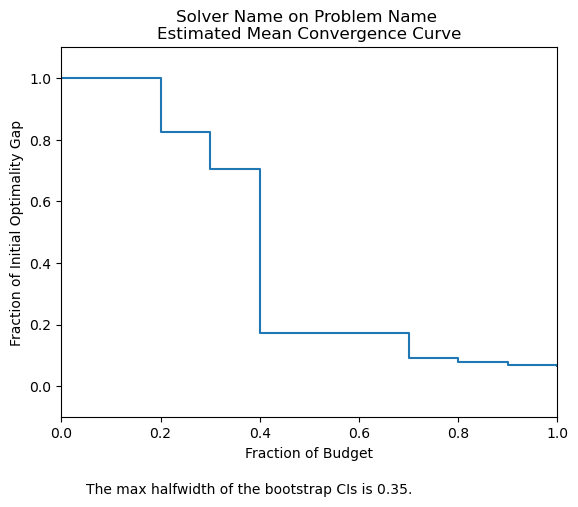 Solver Name on Problem Name
Estimated Mean Convergence Curve
Fraction of Initial Optimality Gap
1.0
0.8
0.6
0.4
0.2
0.0
0.0 0.2 0.4 0.6 0.8 1.0
Fraction of Budget
The max halfwidth of the bootstrap CIs is 0.35.